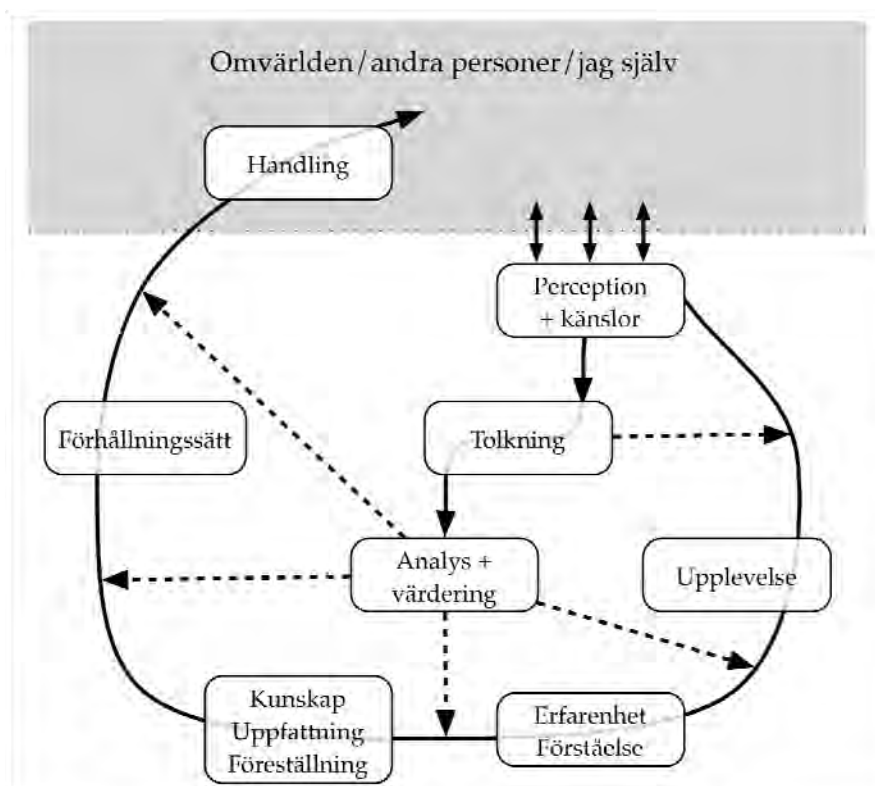 Omvärlden/andra personer/jag själv
Handling
Perception
+ känslor
Förhållningssätt
Tolkning
Analys +
värdering
Upplevelse
Kunskap
Uppfattning
Föreställning
Erfarenhet
Förståelse